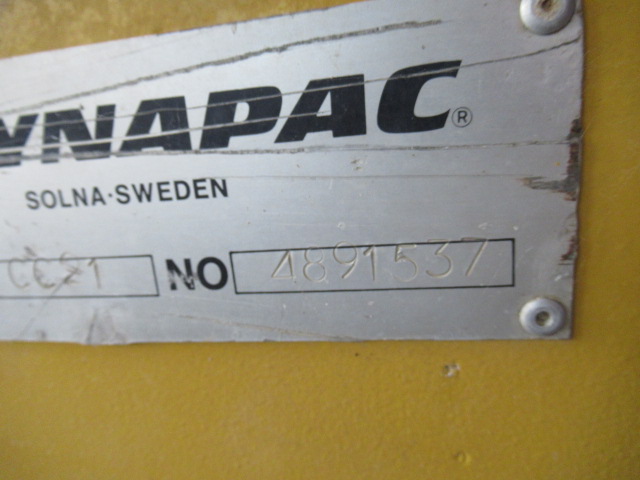 YNAPAC®
SOLNA·SWEDEN
CC21 NO 4891537